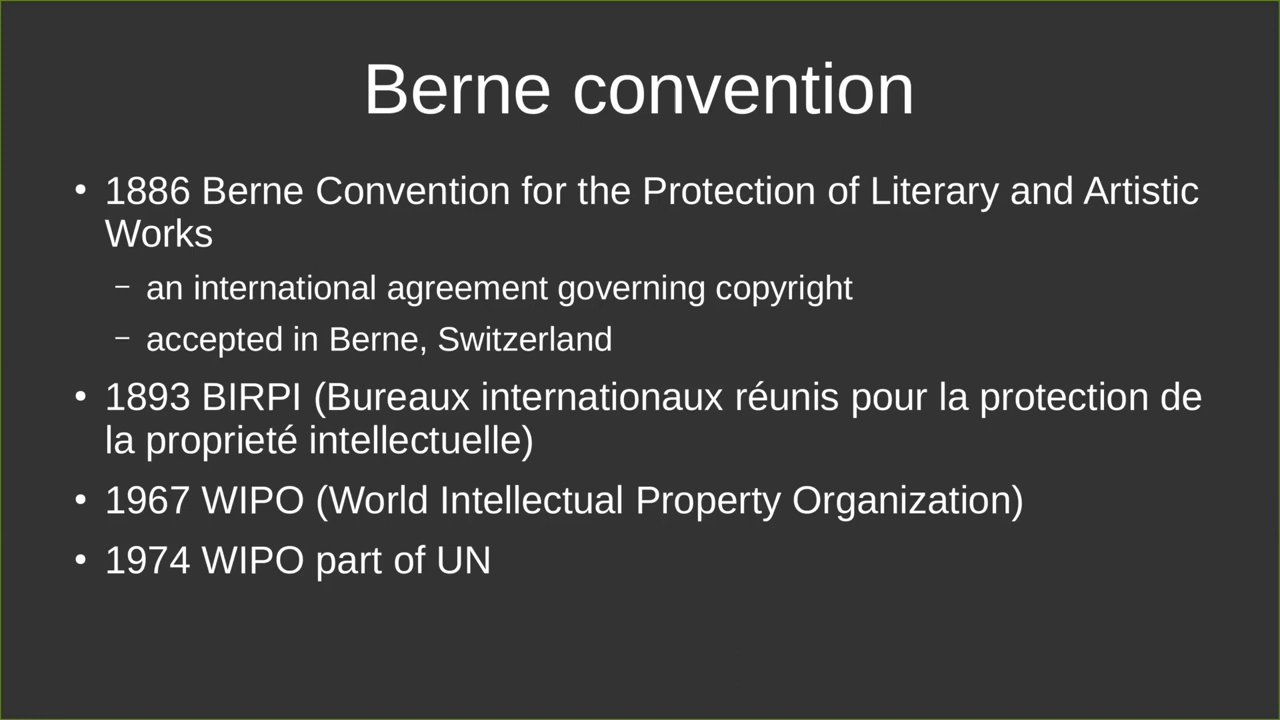 Berne convention
• 1886 Berne Convention for the Protection of Literary and Artistic
Works
– an international agreement governing copyright
– accepted in Berne, Switzerland
• 1893 BIRPI (Bureaux internationaux réunis pour la protection de
la proprieté intellectuelle)
• 1967 WIPO (World Intellectual Property Organization)
• 1974 WIPO part of UN